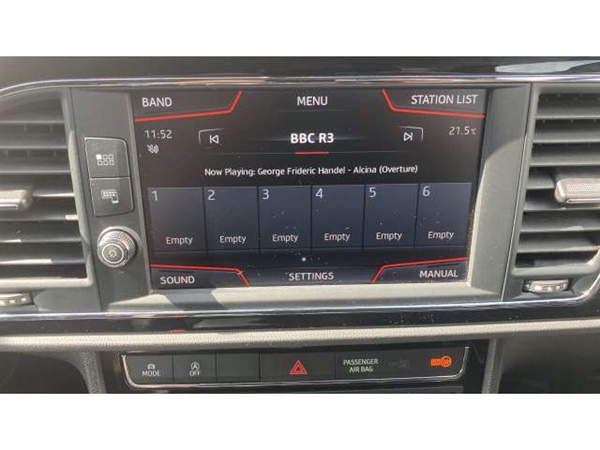 BAND MENU STATION LIST
11:52 BBC R3 21.5°C
Now Playing: George Frideric Handel - Alcina (Overture)
1 2 3 4 5 6
Empty Empty Empty Empty Empty Empty
SOUND SETTINGS MANUAL
MODE OFF PASSENGER
AIR BAG